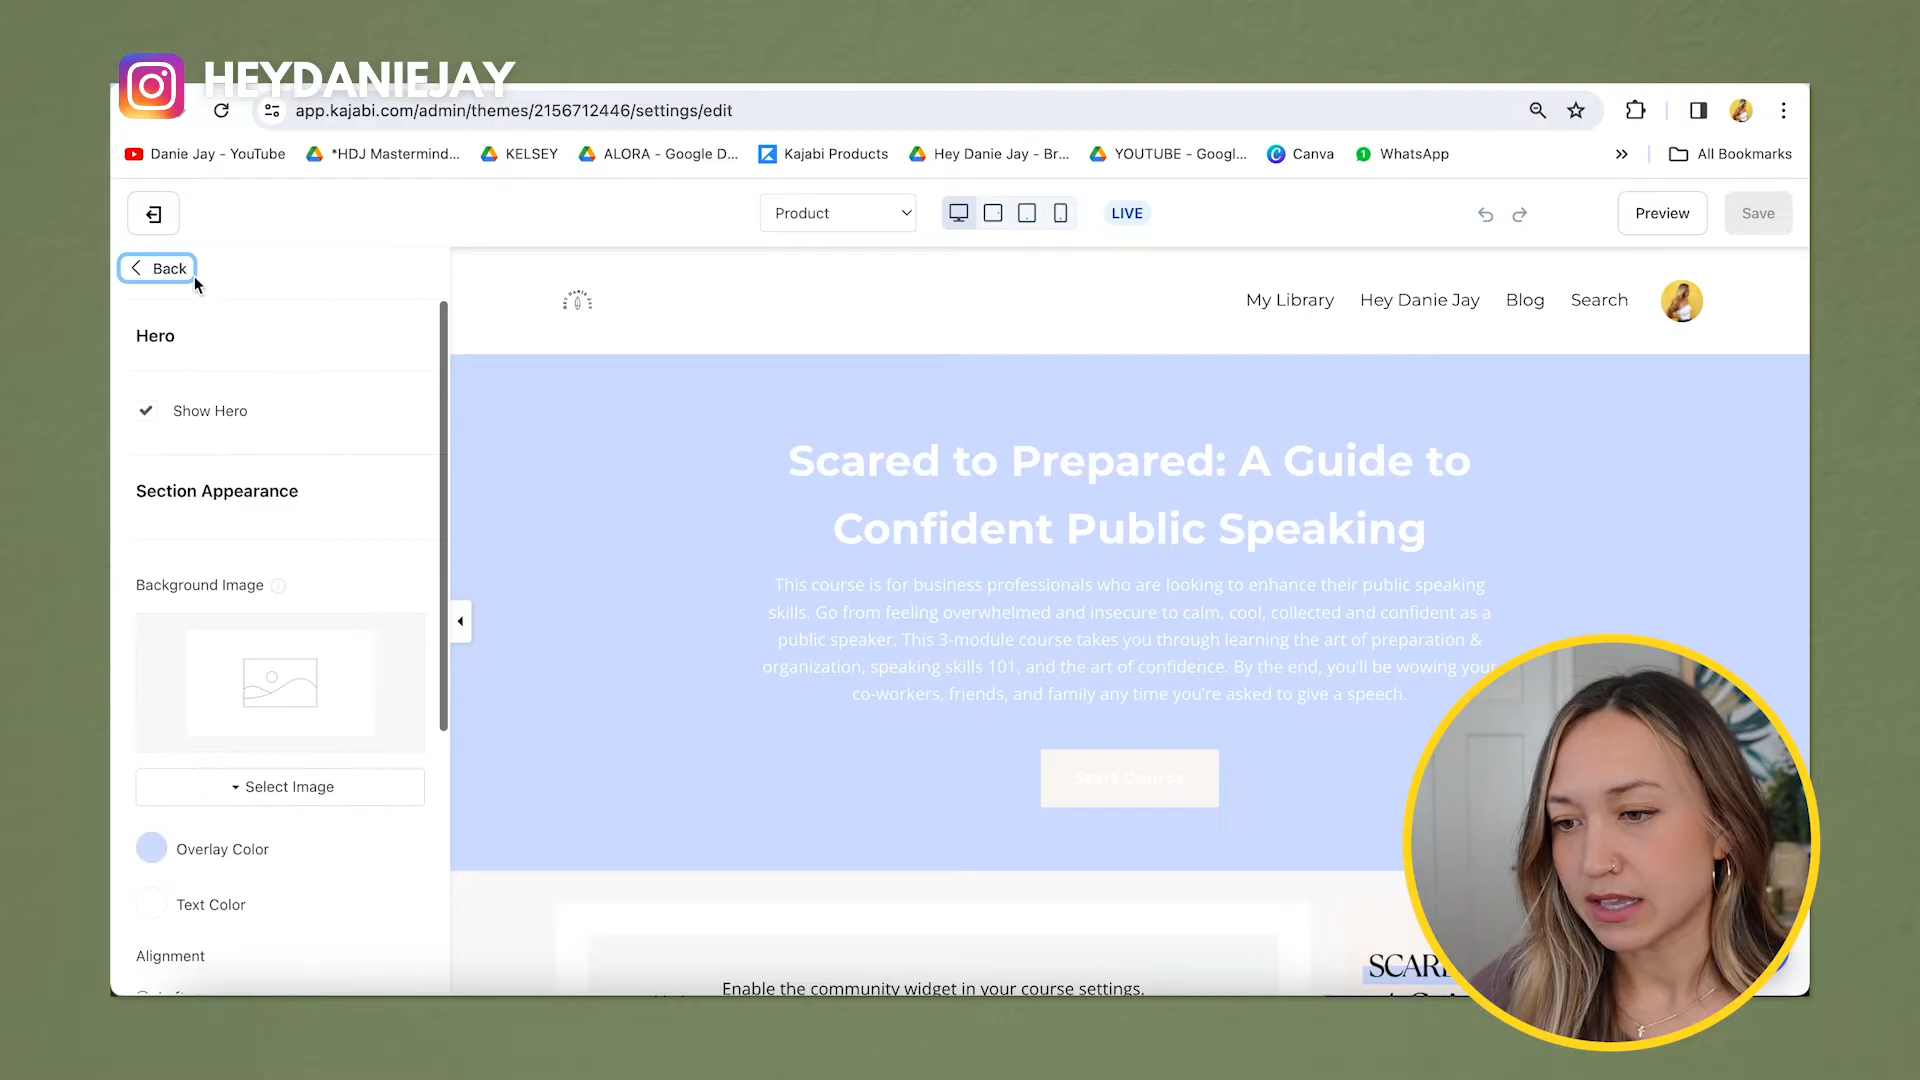 HEYDANIEJAY
app.kajabi.com/admin/themes/2156712446/settings/edit
Danie Jay - YouTube
*HDJ Mastermind...
KELSEY
ALORA - Google D...
Kajabi Products
Hey Danie Jay - Br...
YOUTUBE - Googl...
Canva
WhatsApp
All Bookmarks
Product
LIVE
Preview
Save
Back
My Library
Hey Danie Jay
Blog
Search
Hero
Show Hero
Section Appearance
Background Image
Select Image
Overlay Color
Text Color
Alignment
Scared to Prepared: A Guide to
Confident Public Speaking
This course is for business professionals who are looking to enhance their public speaking
skills. Go from feeling overwhelmed and insecure to calm, cool, collected and confident as a
public speaker. This 3-module course takes you through learning the art of preparation &
organization, speaking skills 101, and the art of confidence. By the end, you'll be wowing your
co-workers, friends, and family any time you're asked to give a speech.
Start Course
Enable the community widget in your course settings.